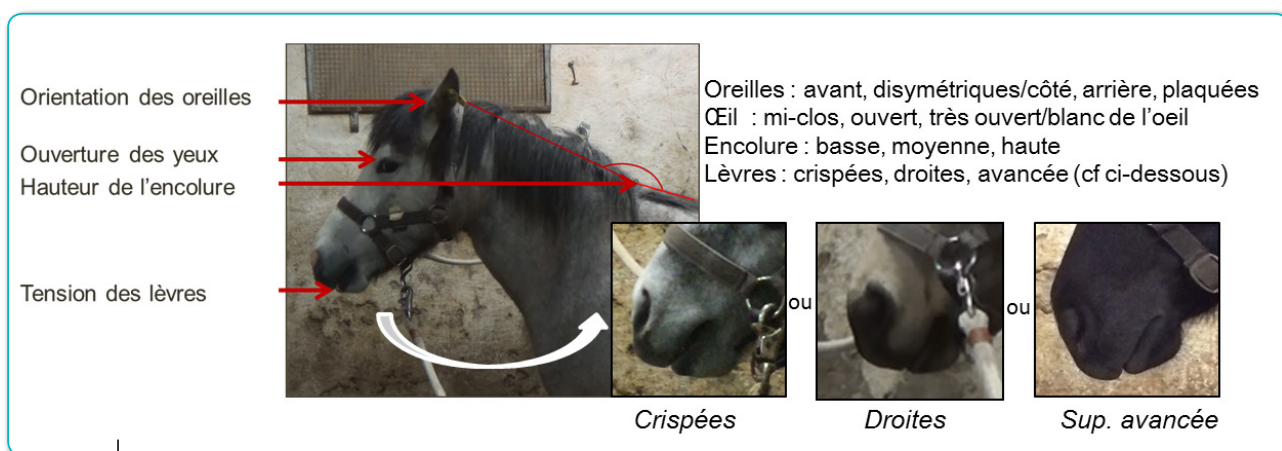 Orientation des oreilles
Ouverture des yeux
Hauteur de l'encolure
Tension des lèvres
Oreilles : avant, disymétriques/côté, arrière, plaquées
Œil : mi-clos, ouvert, très ouvert/blanc de l'oeil
Encolure : basse, moyenne, haute
Lèvres : crispées, droites, avancée (cf ci-dessous)
ou
ou
Crispées
Droites
Sup. avancée